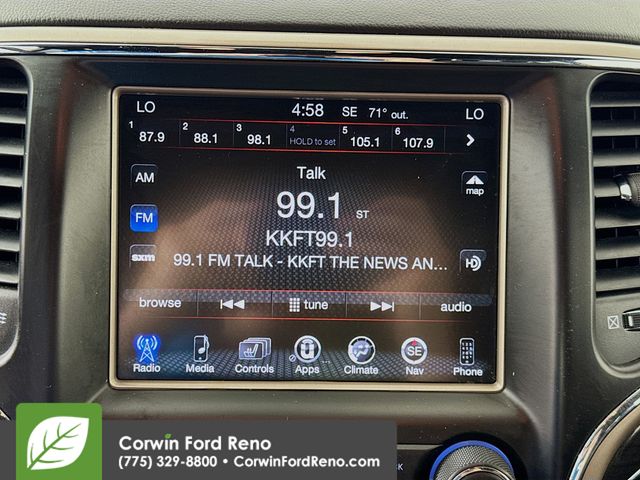 LO 4:58 SE 71° out. LO
1 87.9 2 88.1 3 98.1 4 HOLD to set 5 105.1 6 107.9
AM
Talk
map
FM
99.1 ST
KKFT99.1
sxm
99.1 FM TALK - KKFT THE NEWS AN...
HD
browse tune audio
SE
Radio Media Controls Apps Climate Nav Phone
Corwin Ford Reno
(775) 329-8800 • CorwinFordReno.com